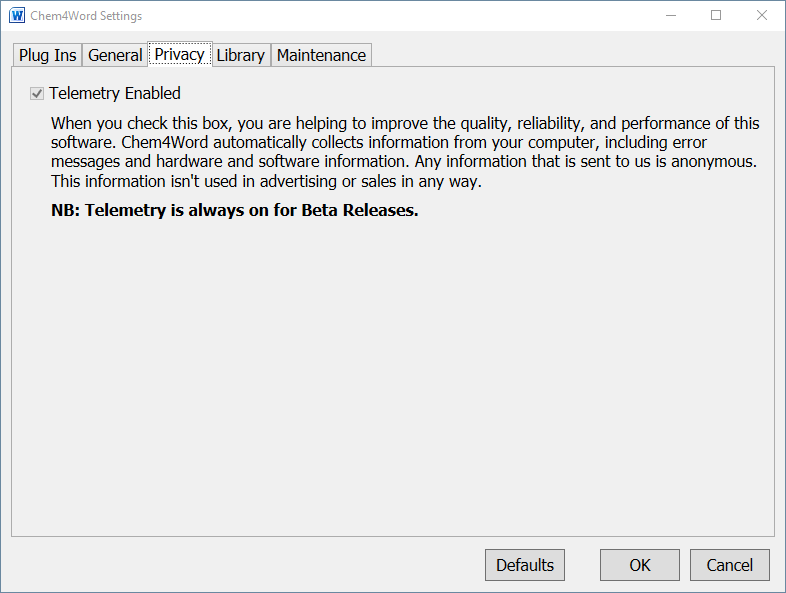 Chem4Word Settings
Plug Ins General Privacy Library Maintenance
Telemetry Enabled
When you check this box, you are helping to improve the quality, reliability, and performance of this
software. Chem4Word automatically collects information from your computer, including error
messages and hardware and software information. Any information that is sent to us is anonymous.
This information isn't used in advertising or sales in any way.
NB: Telemetry is always on for Beta Releases.
Defaults OK Cancel